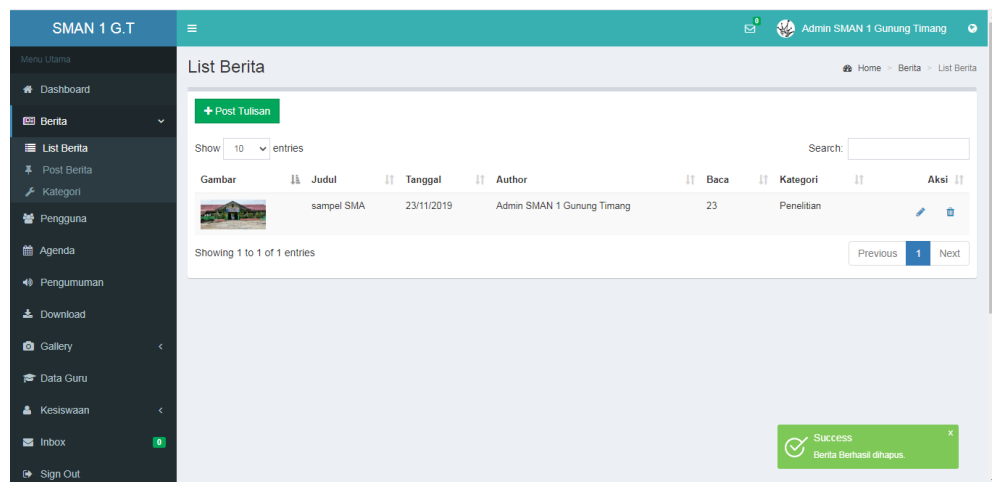 SMAN 1 G.T
0
Admin SMAN 1 Gunung Timang
Menu Utama
Dashboard
Berita
List Berita
Post Berita
Kategori
Pengguna
Agenda
Pengumuman
Download
Gallery
Data Guru
Kesiswaan
Inbox 0
Sign Out
List Berita
Home > Berita > List Berita
+ Post Tulisan
Show 10 entries
Search:
Gambar Judul Tanggal Author Baca Kategori Aksi
sampel SMA 23/11/2019 Admin SMAN 1 Gunung Timang 23 Penelitian
Showing 1 to 1 of 1 entries
Previous 1 Next
Success x
Berita Berhasil dihapus.